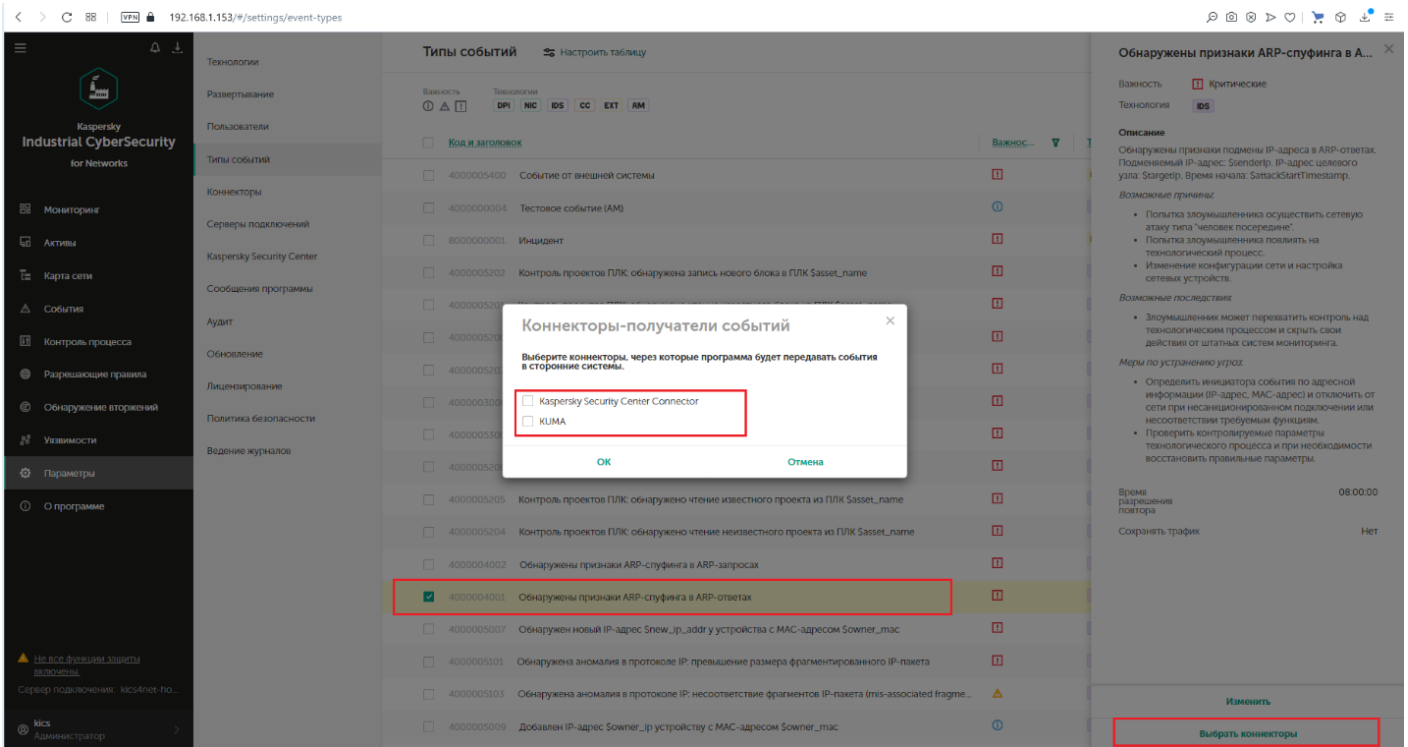 VPN 192.168.1.153/#/settings/event-types
Kaspersky
Industrial CyberSecurity
for Networks
Мониторинг
Активы
Карта сети
События
Контроль процесса
Разрешающие правила
Обнаружение вторжений
Уязвимости
Параметры
О программе
Не все функции защиты
включены.
Сервер подключения: kics4net-ho...
kics
Администратор
Технологии
Развертывание
Пользователи
Типы событий
Коннекторы
Серверы подключений
Kaspersky Security Center
Сообщения программы
Аудит
Обновление
Лицензирование
Политика безопасности
Ведение журналов
Типы событий Настроить таблицу
Важность Технологии
DPI NIC IDS CC EXT AM
Код и заголовок Важнос...
4000005400 Событие от внешней системы
4000000004 Тестовое событие (AM)
8000000001 Инцидент
4000005202 Контроль проектов ПЛК: обнаружена запись нового блока в ПЛК $asset_name
4000005205 Контроль проектов ПЛК: обнаружено чтение известного проекта из ПЛК $asset_name
4000005204 Контроль проектов ПЛК: обнаружено чтение неизвестного проекта из ПЛК $asset_name
4000004002 Обнаружены признаки ARP-спуфинга в ARP-запросах
4000004001 Обнаружены признаки ARP-спуфинга в ARP-ответах
4000005007 Обнаружен новый IP-адрес $new_ip_addr у устройства с MAC-адресом $owner_mac
4000005101 Обнаружена аномалия в протоколе IP: превышение размера фрагментированного IP-пакета
4000005103 Обнаружена аномалия в протоколе IP: несоответствие фрагментов IP-пакета (mis-associated fragme...
4000005009 Добавлен IP-адрес $owner_ip устройству с MAC-адресом $owner_mac
Коннекторы-получатели событий
Выберите коннекторы, через которые программа будет передавать события
в сторонние системы.
Kaspersky Security Center Connector
KUMA
ОК Отмена
Обнаружены признаки ARP-спуфинга в A...
Важность Критические
Технология IDS
Описание
Обнаружены признаки подмены IP-адреса в ARP-ответах.
Подменяемый IP-адрес: $senderIp. IP-адрес целевого
узла: $targetIp. Время начала: $attackStartTimestamp.
Возможные причины:
Попытка злоумышленника осуществить сетевую
атаку типа "человек посередине".
Попытка злоумышленника повлиять на
технологический процесс.
Изменение конфигурации сети и настройка
сетевых устройств.
Возможные последствия:
Злоумышленник может перехватить контроль над
технологическим процессом и скрыть свои
действия от штатных систем мониторинга.
Меры по устранению угроз:
Определить инициатора события по адресной
информации (IP-адрес, MAC-адрес) и отключить от
сети при несанкционированном подключении или
несоответствии требуемым функциям.
Проверить контролируемые параметры
технологического процесса и при необходимости
восстановить правильные параметры.
Время 08:00:00
разрешения
повтора
Сохранять трафик Нет
Изменить
Выбрать коннекторы